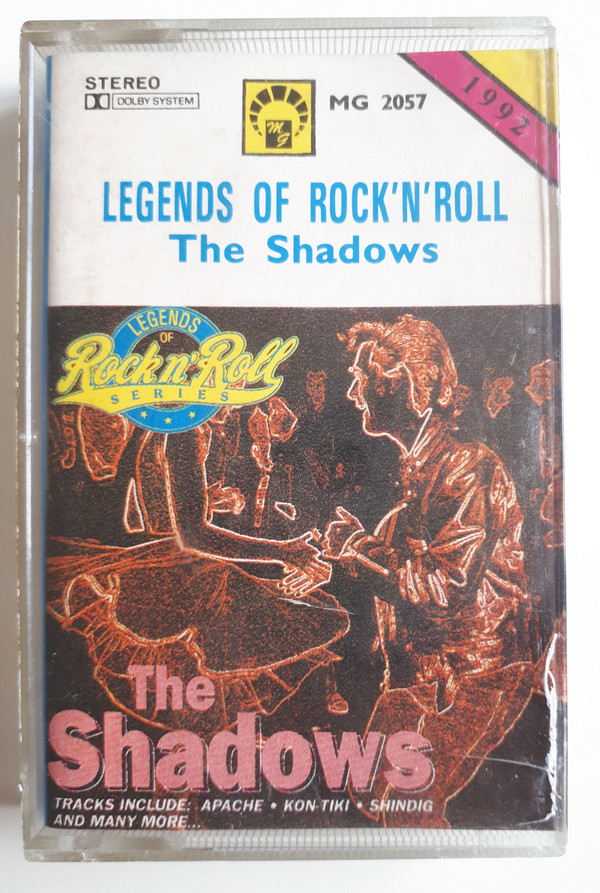 STEREO
DOLBY SYSTEM
MG
MG 2057
1992
LEGENDS OF ROCK'N'ROLL
The Shadows
LEGENDS
OF
Rock n' Roll
SERIES
The
Shadows
TRACKS INCLUDE: APACHE • KON-TIKI • SHINDIG
AND MANY MORE...